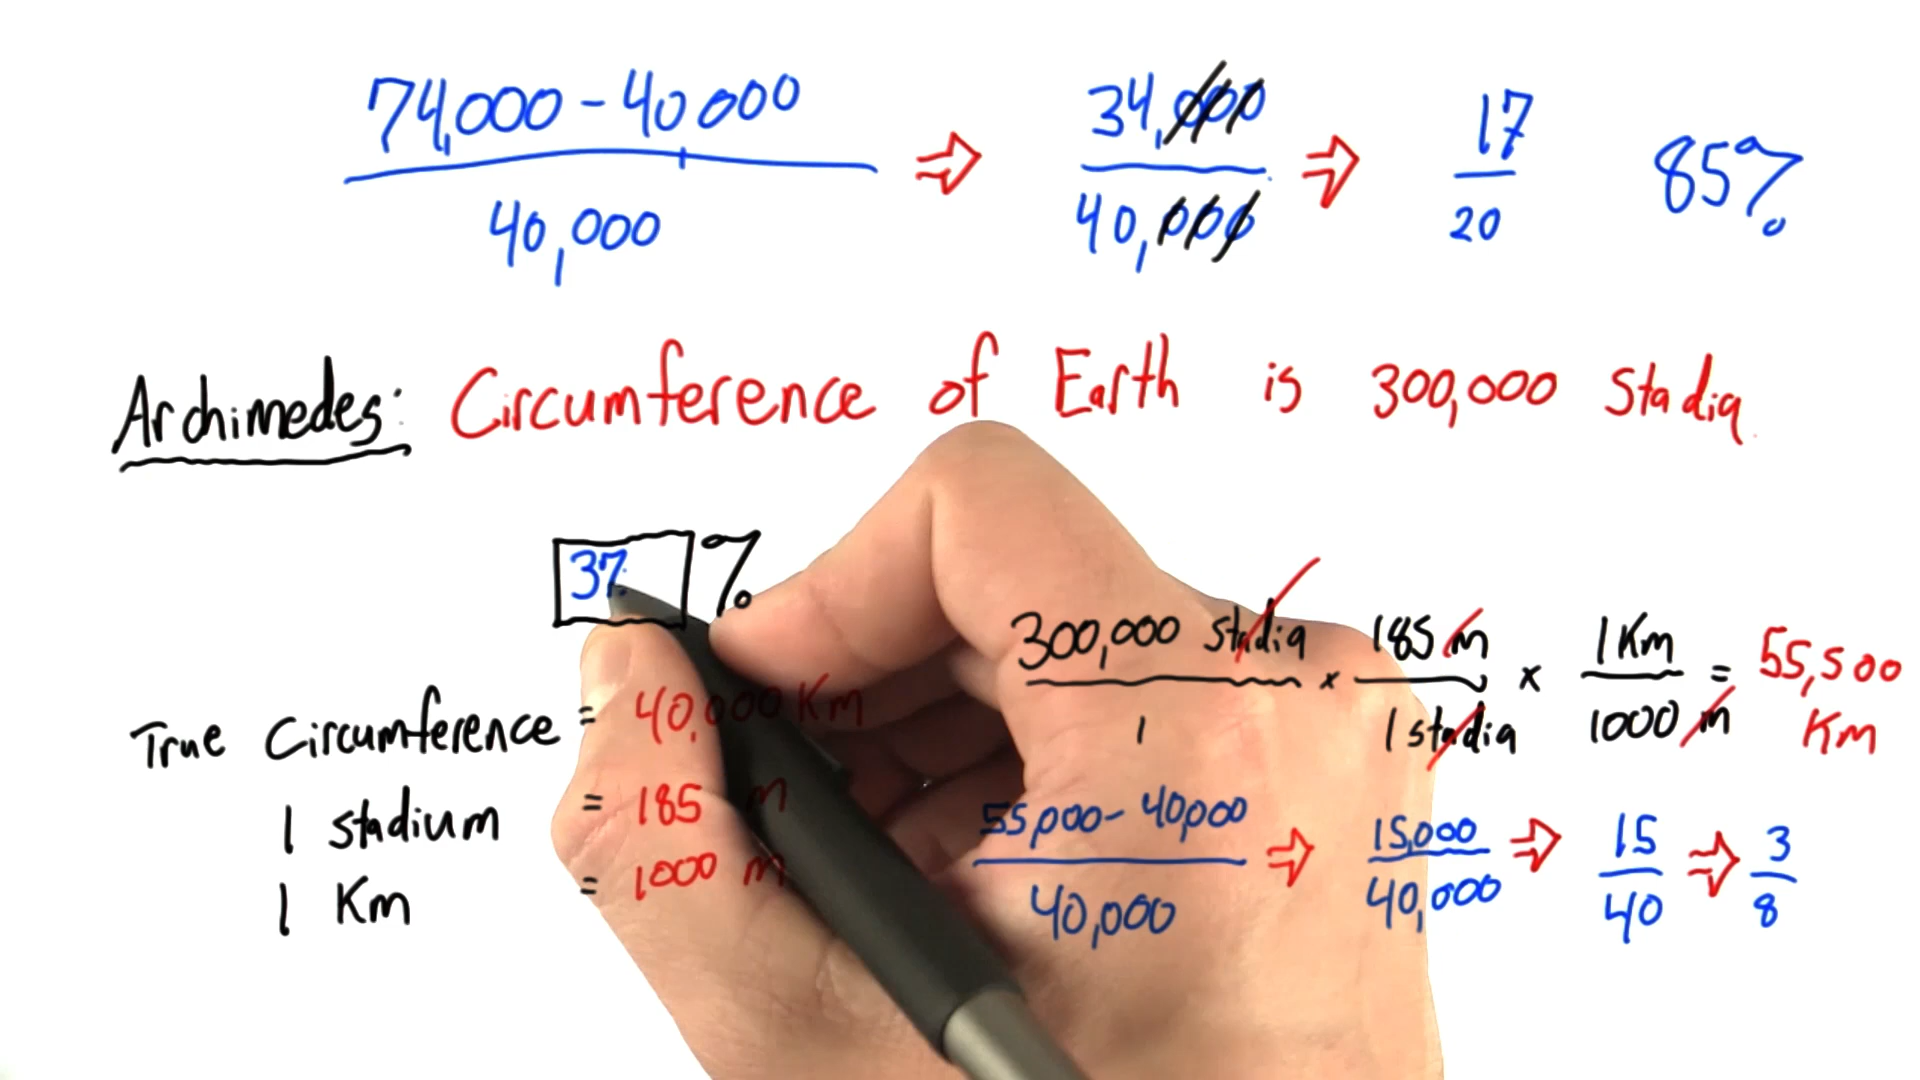 74,000 - 40000
40,000
⇒
34,000
40,000
⇒
17
20
85%
Archimedes: Circumference of Earth is 300,000 Stadia
37. %
300,000 stadia
1
x
185 m
1 stadia
x
1 Km
1000 m
= 55,500 Km
True Circumference = 40,000 Km
1 stadium = 185 m
1 Km = 1000 m
55,000 - 40,000
40,000
⇒
15,000
40,000
⇒
15
40
⇒
3
8